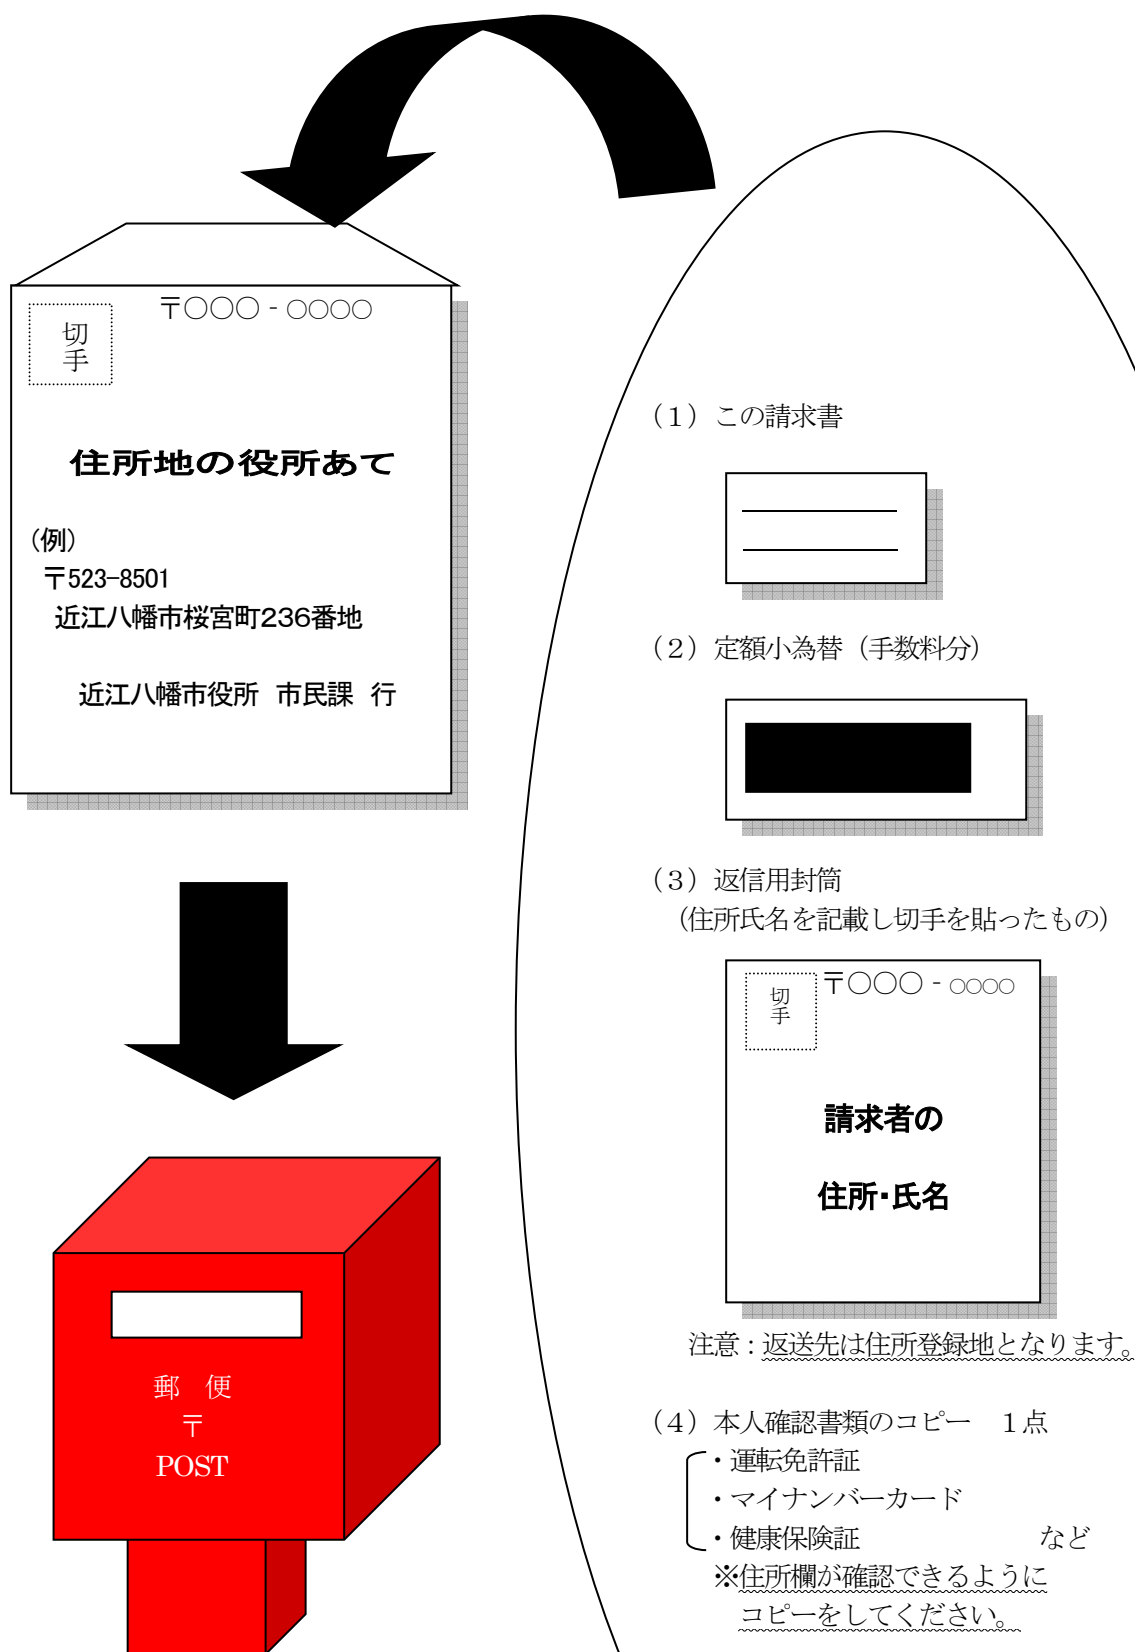 〒○○○‐○○○○
切手
住所地の役所あて
(例)
〒523-8501
近江八幡市桜宮町236番地
近江八幡市役所 市民課 行
郵 便
〒
POST
(1) この請求書
(2) 定額小為替(手数料分)
(3) 返信用封筒
(住所氏名を記載し切手を貼ったもの)
〒○○○‐○○○○
切手
請求者の
住所・氏名
注意:返送先は住所登録地となります。
(4) 本人確認書類のコピー 1点
・運転免許証
・マイナンバーカード
・健康保険証 など
※住所欄が確認できるように
コピーをしてください。